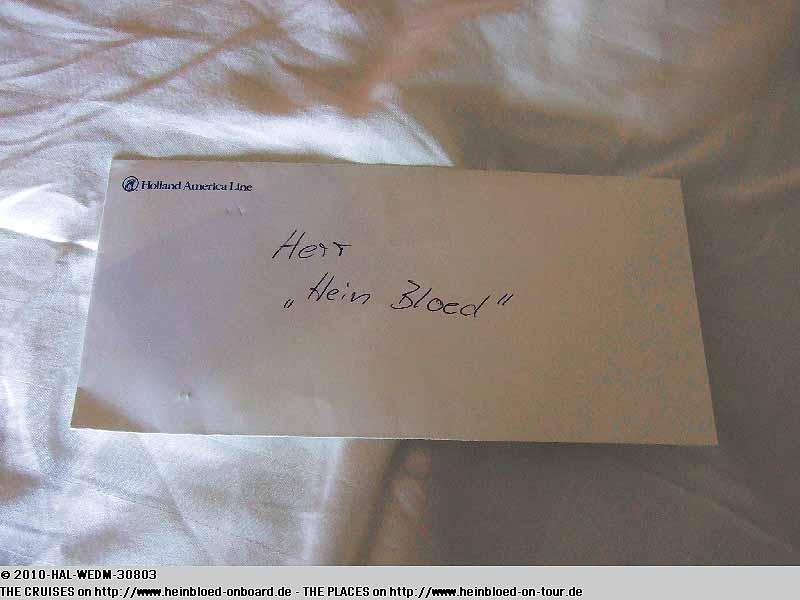 Holland America Line
Herr
„Hein Bloed"
© 2010-HAL-WEDM-30803
THE CRUISES on http://www.heinbloed-onboard.de - THE PLACES on http://www.heinbloed-on-tour.de